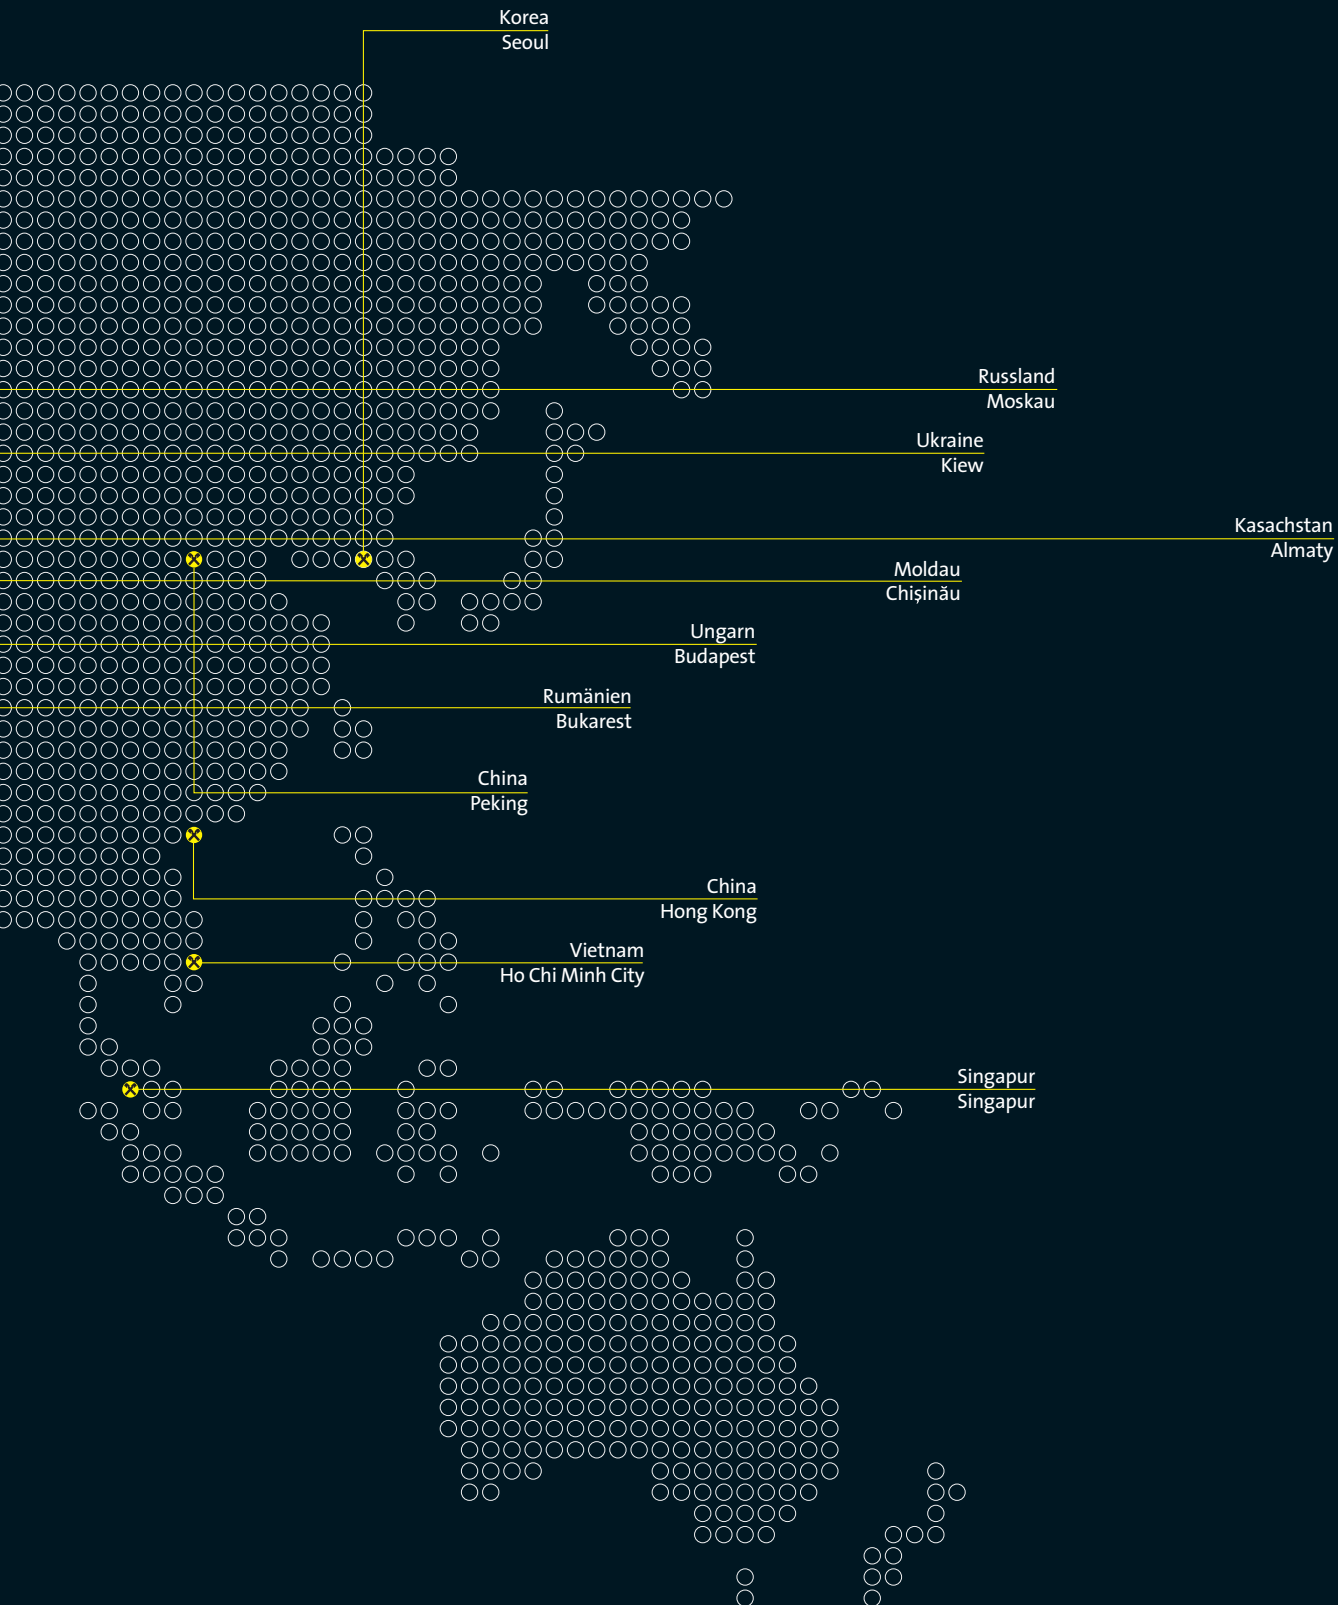 Korea
Seoul
Russland
Moskau
Ukraine
Kiew
Kasachstan
Almaty
Moldau
Chișinău
Ungarn
Budapest
Rumänien
Bukarest
China
Peking
China
Hong Kong
Vietnam
Ho Chi Minh City
Singapur
Singapur